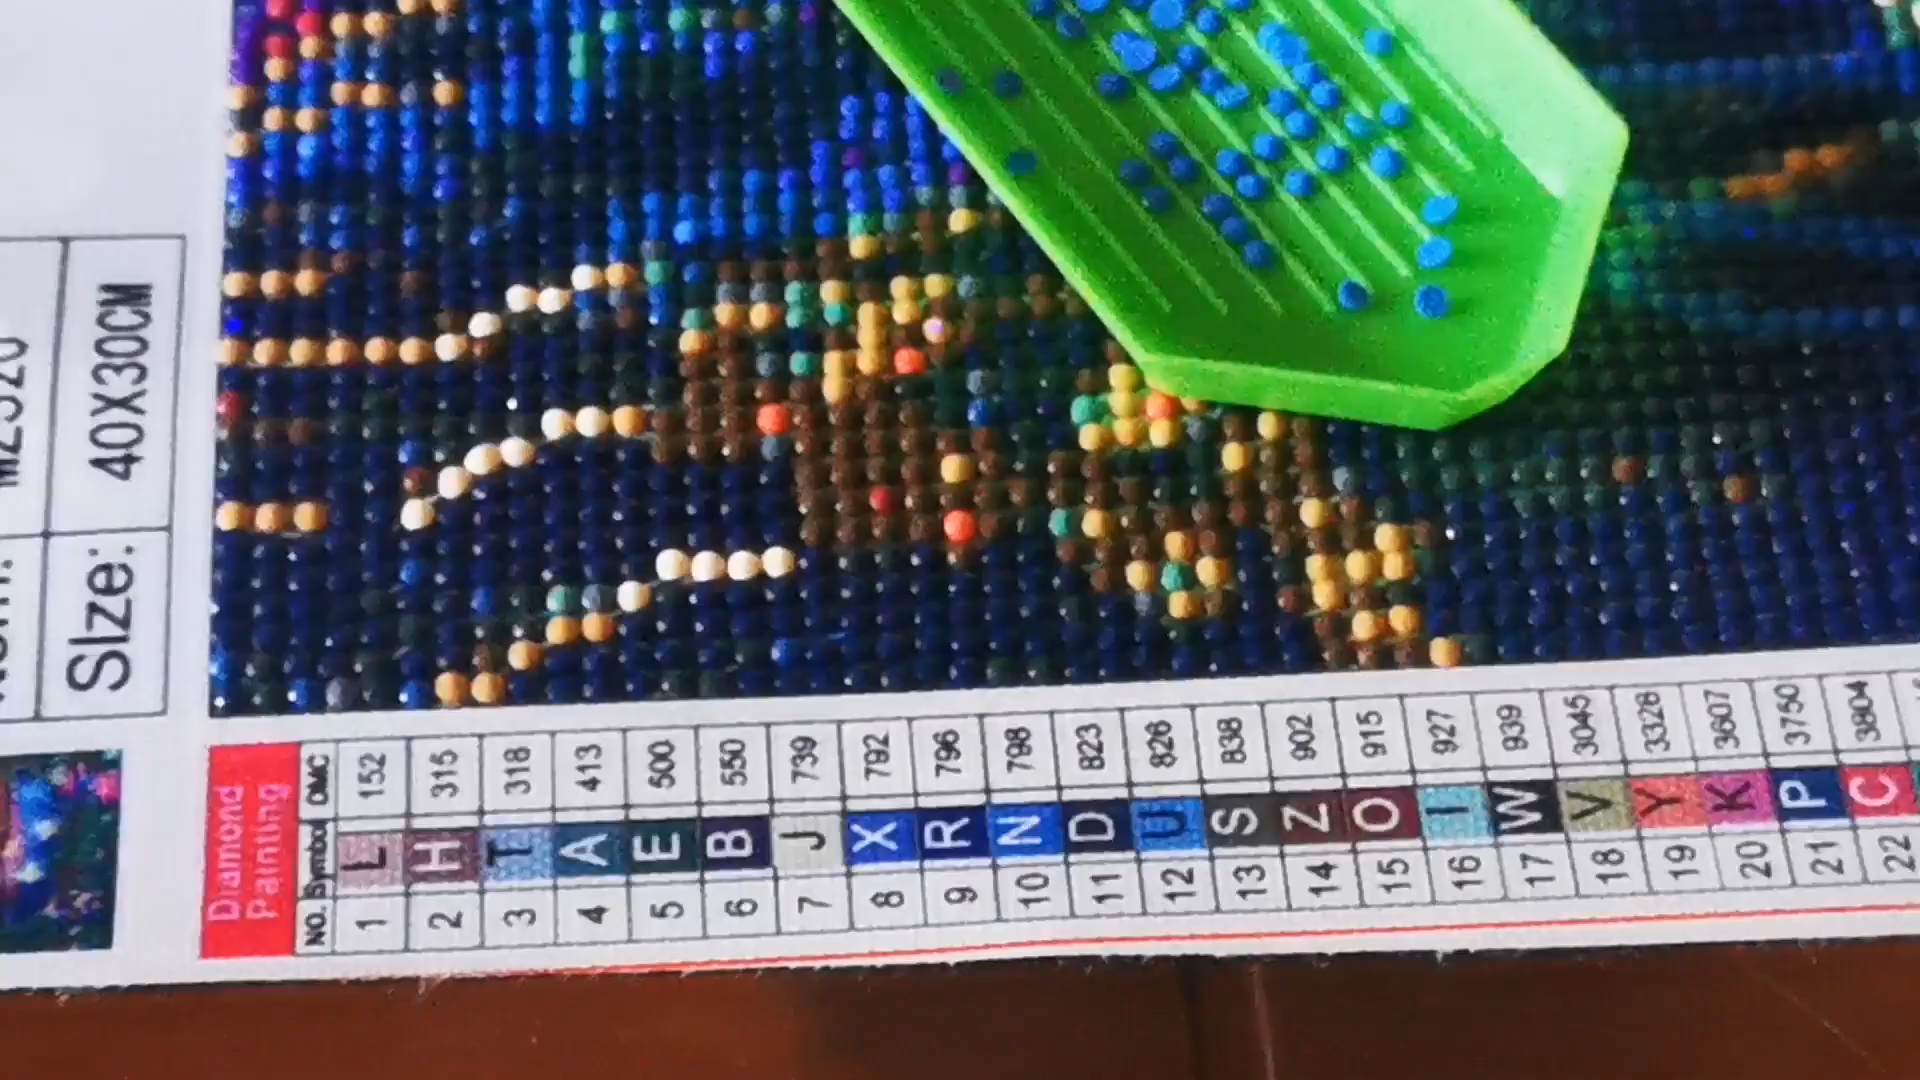 SIze: 40X30CM
Diamond
Painting
NO. Symbol DMC
1 L 152
2 H 315
3 T 318
4 A 413
5 E 500
6 B 550
7 J 739
8 X 792
9 R 796
10 N 798
11 D 823
12 U 826
13 S 838
14 Z 902
15 O 915
16 I 927
17 W 939
18 V 3045
19 Y 3328
20 K 3607
21 P 3750
22 C 3804